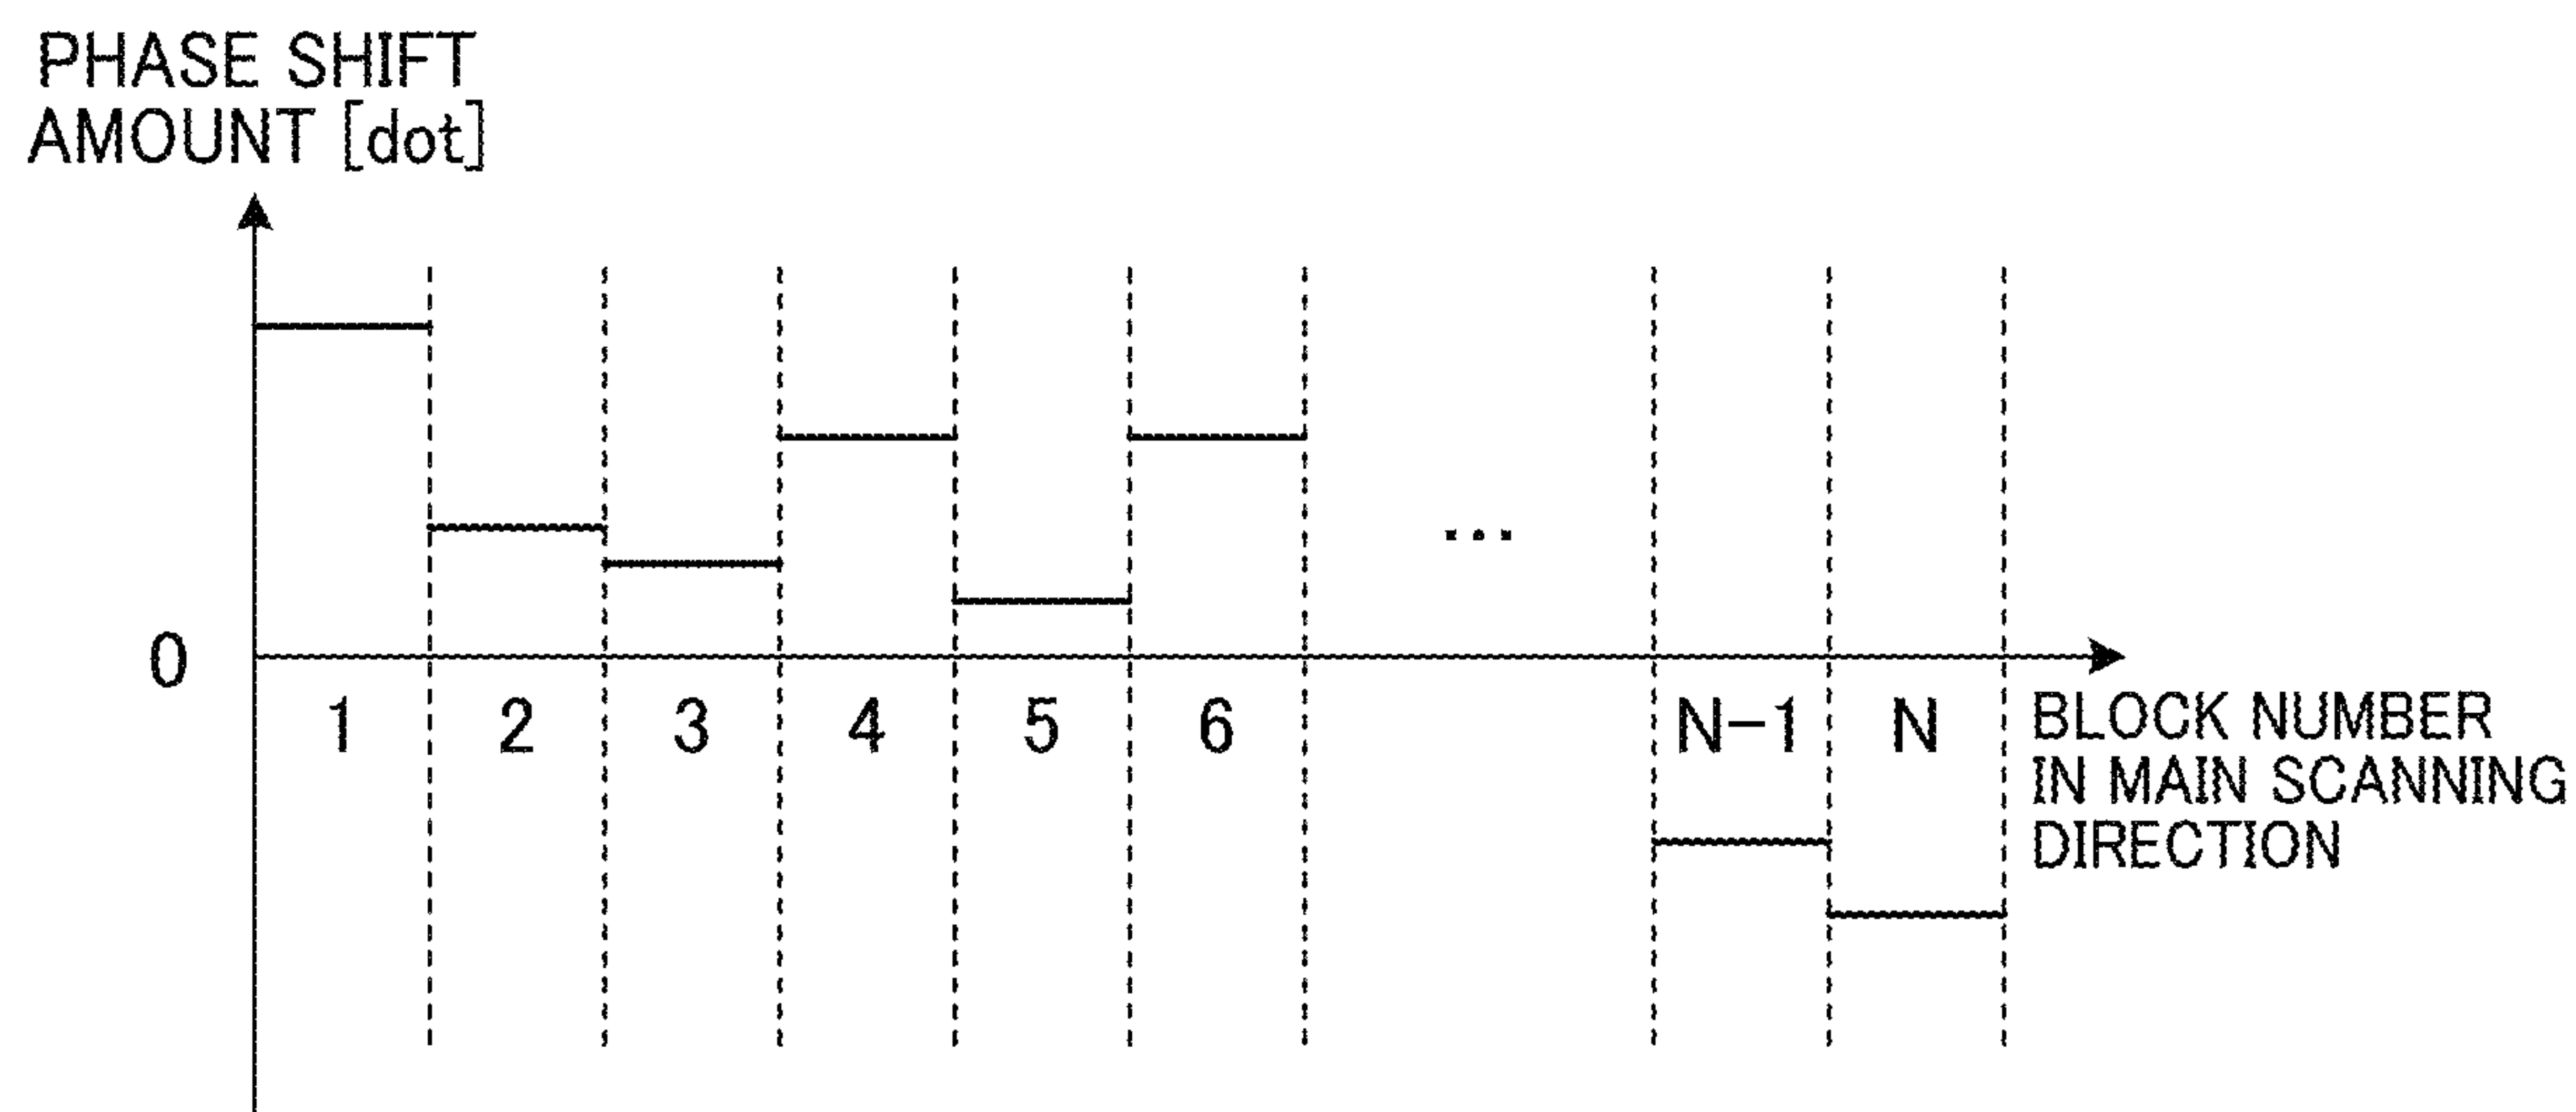 PHASE SHIFT
AMOUNT [dot]
...
0
1 2 3 4 5 6 N-1 N
BLOCK NUMBER
IN MAIN SCANNING
DIRECTION